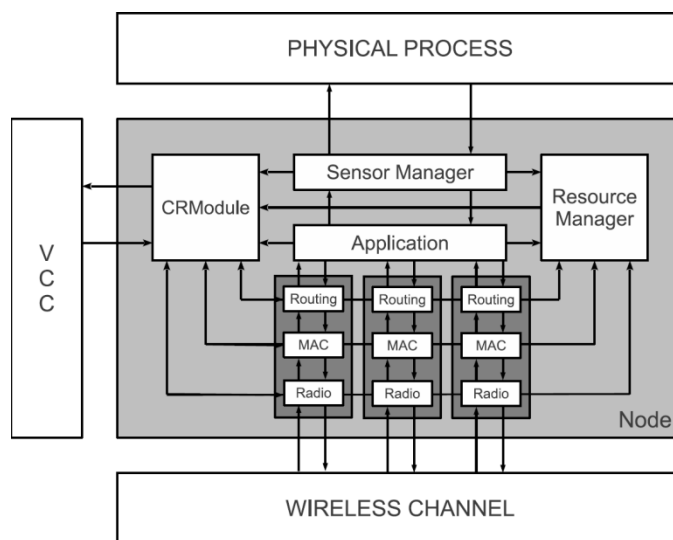 PHYSICAL PROCESS
V
C
C
CRModule
Sensor Manager
Resource
Manager
Application
Routing Routing Routing
MAC MAC MAC
Radio Radio Radio
Node
WIRELESS CHANNEL